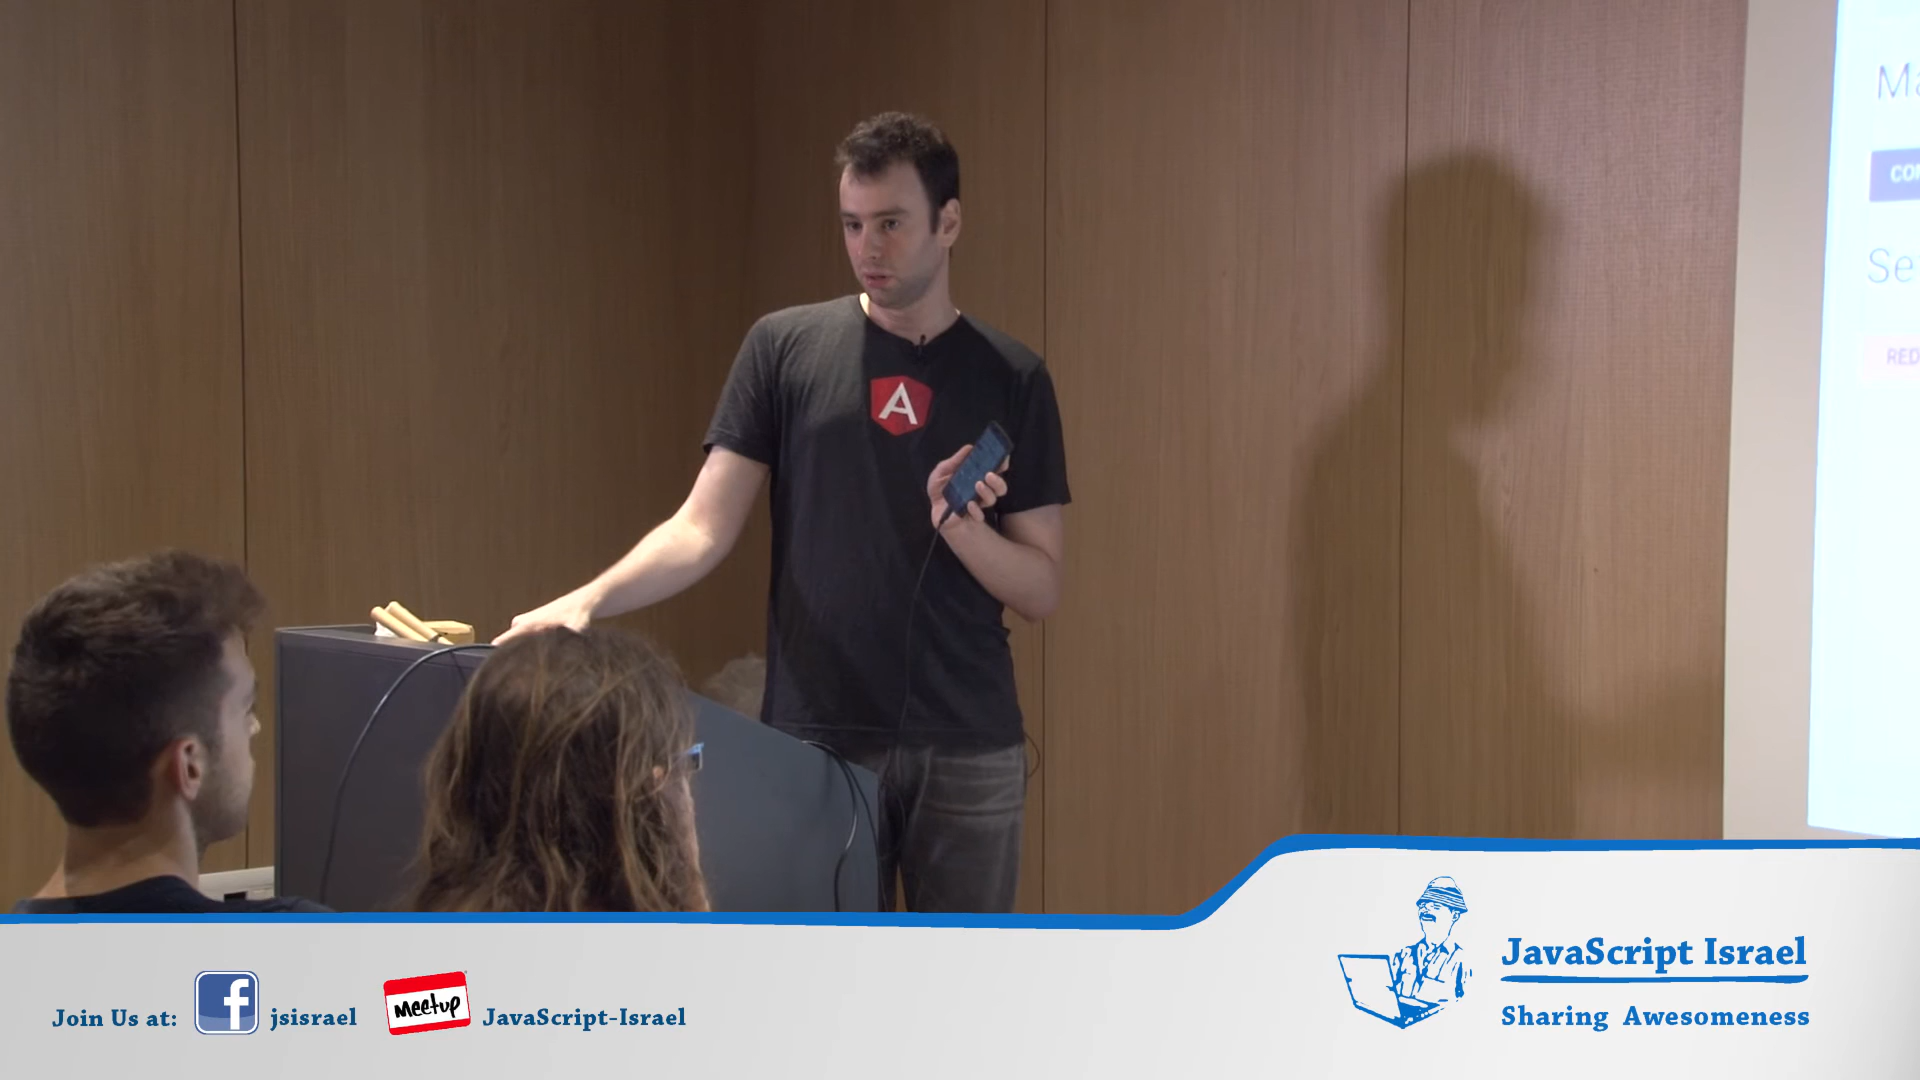 A
JavaScript Israel
Sharing Awesomeness
Join Us at:
jsisrael
Meetup
JavaScript-Israel